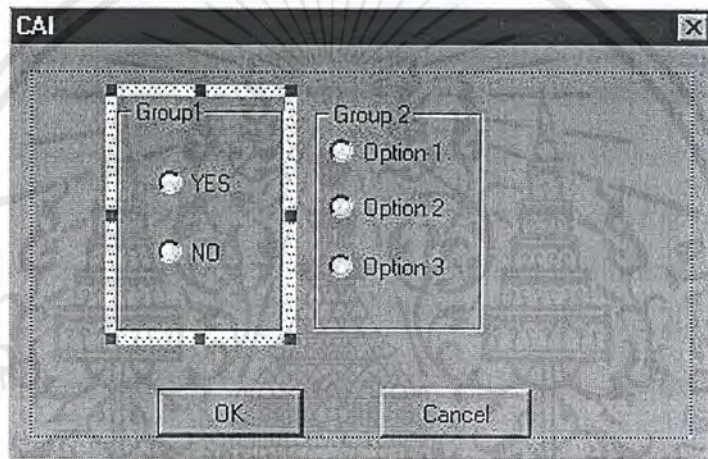 CAI
Group1
YES
NO
Group 2
Option 1
Option 2
Option 3
OK
Cancel